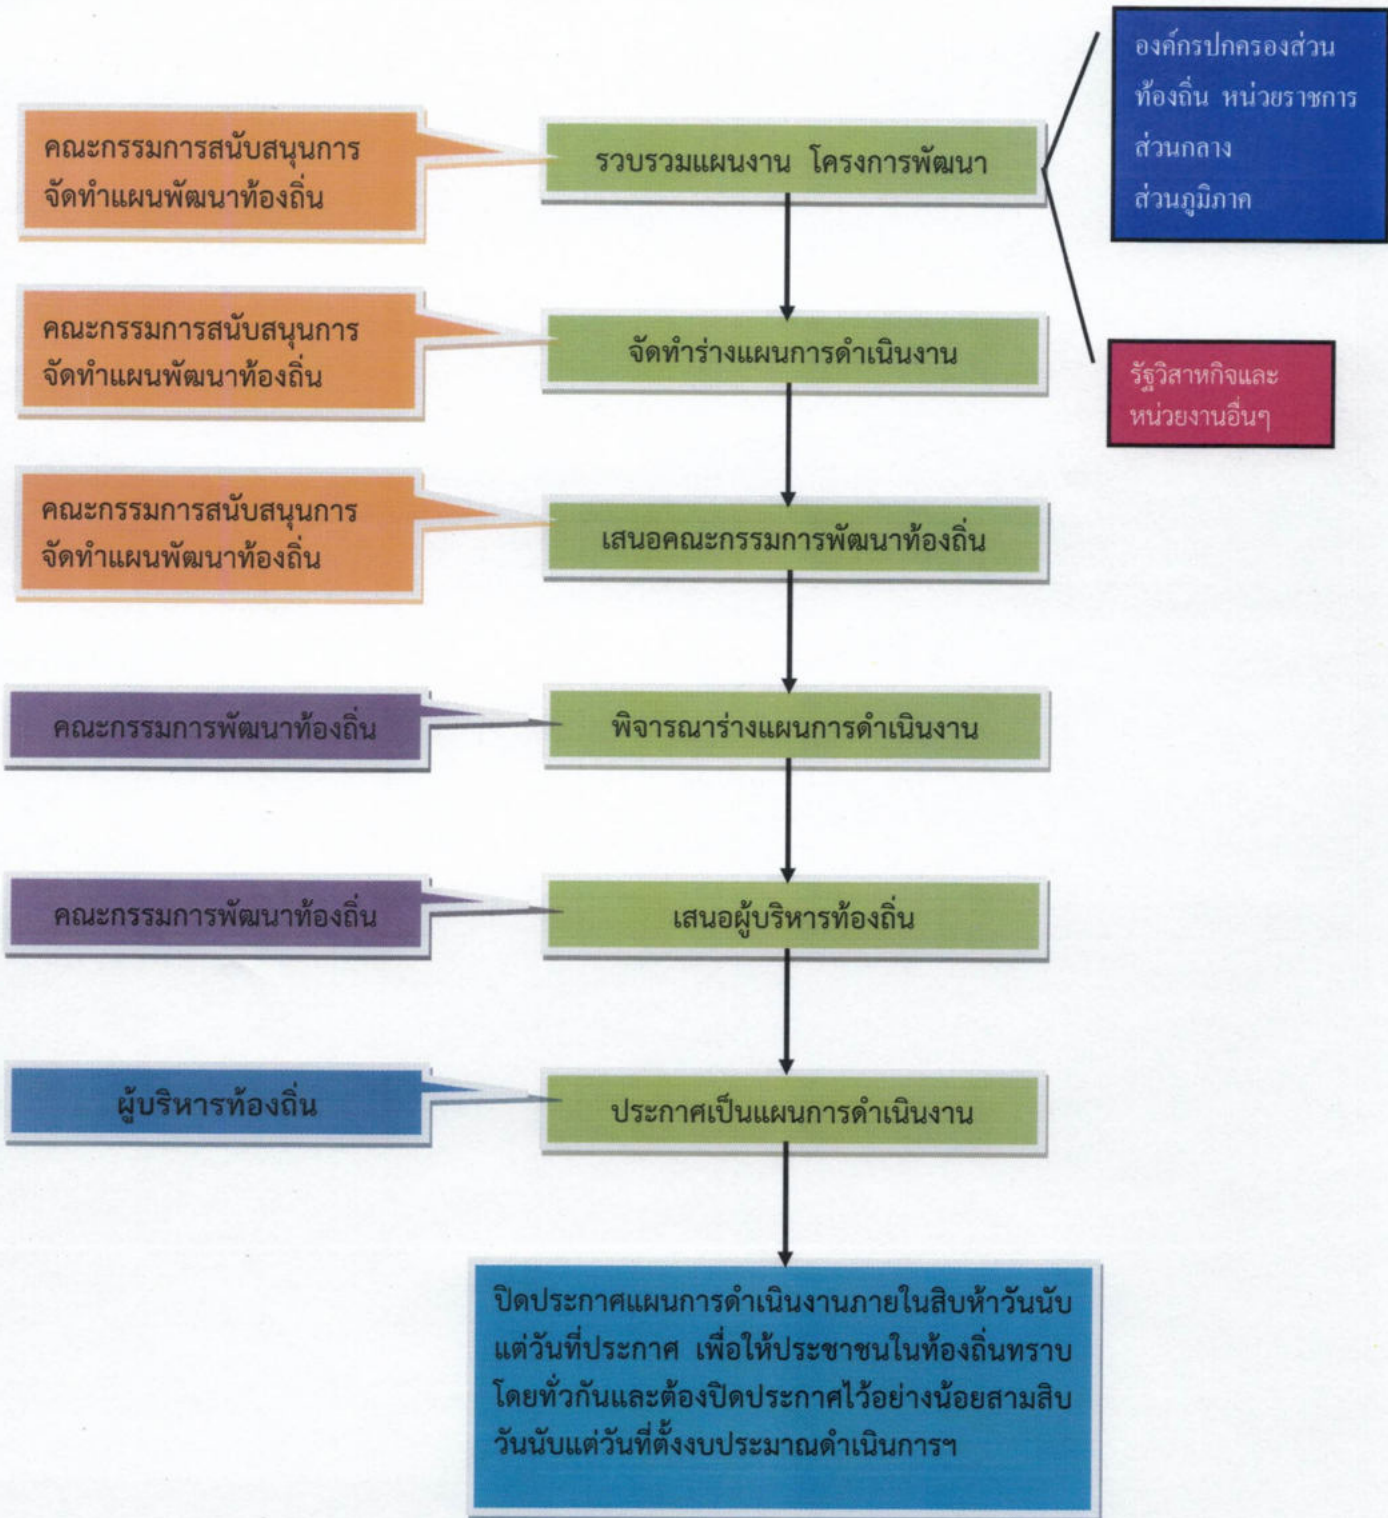 องค์กรปกครองส่วน
ท้องถิ่น หน่วยราชการ
ส่วนกลาง
ส่วนภูมิภาค
คณะกรรมการสนับสนุนการ
จัดทำแผนพัฒนาท้องถิ่น
รวบรวมแผนงาน โครงการพัฒนา
คณะกรรมการสนับสนุนการ
จัดทำแผนพัฒนาท้องถิ่น
จัดทำร่างแผนการดำเนินงาน
รัฐวิสาหกิจและ
หน่วยงานอื่นๆ
คณะกรรมการสนับสนุนการ
จัดทำแผนพัฒนาท้องถิ่น
เสนอคณะกรรมการพัฒนาท้องถิ่น
คณะกรรมการพัฒนาท้องถิ่น
พิจารณาร่างแผนการดำเนินงาน
คณะกรรมการพัฒนาท้องถิ่น
เสนอผู้บริหารท้องถิ่น
ผู้บริหารท้องถิ่น
ประกาศเป็นแผนการดำเนินงาน
ปิดประกาศแผนการดำเนินงานภายในสิบห้าวันนับ
แต่วันที่ประกาศ เพื่อให้ประชาชนในท้องถิ่นทราบ
โดยทั่วกันและต้องปิดประกาศไว้อย่างน้อยสามสิบ
วันนับแต่วันที่ตั้งงบประมาณดำเนินการฯ